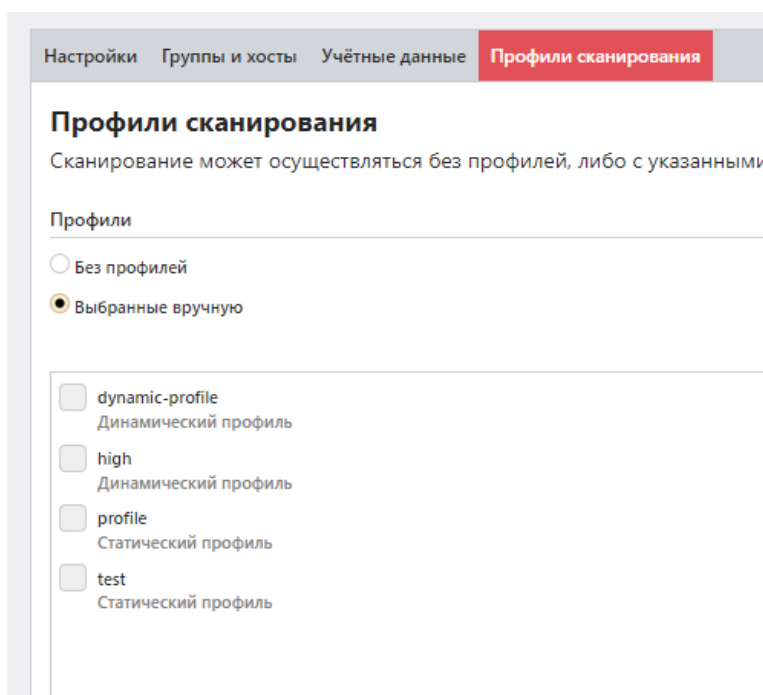 Настройки Группы и хосты Учётные данные Профили сканирования
Профили сканирования
Сканирование может осуществляться без профилей, либо с указанными
Профили
Без профилей
Выбранные вручную
dynamic-profile
Динамический профиль
high
Динамический профиль
profile
Статический профиль
test
Статический профиль